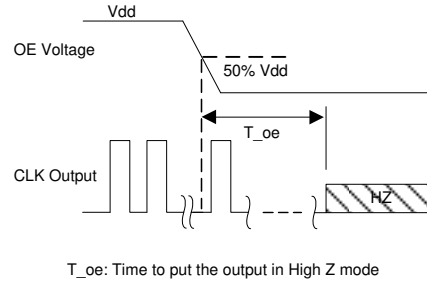 Vdd
OE Voltage
50% Vdd
T_oe
CLK Output
HZ
T_oe: Time to put the output in High Z mode